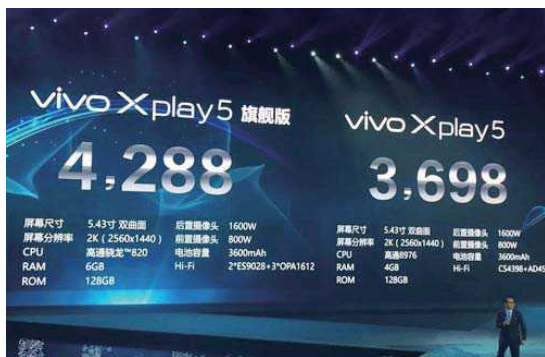 vivo Xplay5 旗舰版
4,288
屏幕尺寸 5.43寸 双曲面 后置摄像头 1600W
屏幕分辨率 2K（2560x1440） 前置摄像头 800W
CPU 高通骁龙™820 电池容量 3600mAh
RAM 6GB Hi-Fi 2*ES9028+3*OPA1612
ROM 128GB
vivo Xplay5
3,698
屏幕尺寸 5.43寸 双曲面 后置摄像头 1600W
屏幕分辨率 2K（2560x1440） 前置摄像头 800W
CPU 高通8976 电池容量 3600mAh
RAM 4GB Hi-Fi CS4398+AD45
ROM 128GB